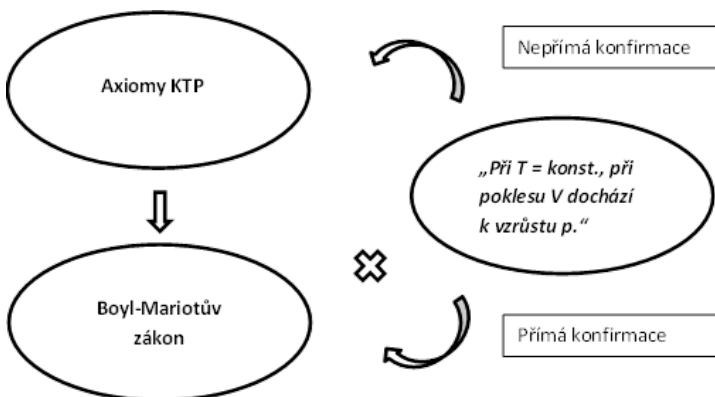 Nepřímá konfirmace
Axiomy KTP
„Při T = konst., při
poklesu V dochází
k vzrůstu p.“
Boyl-Mariotův
zákon
Přímá konfirmace